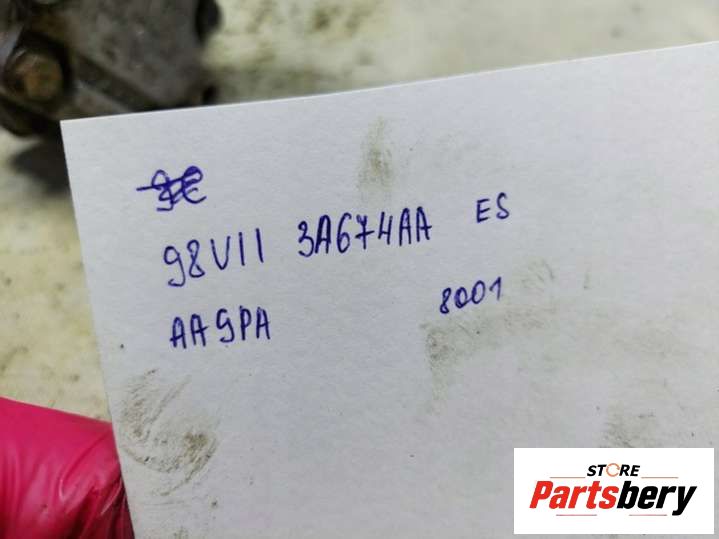 98VII 3A674AA ES
AA9PA 8001
STORE
Partsbery